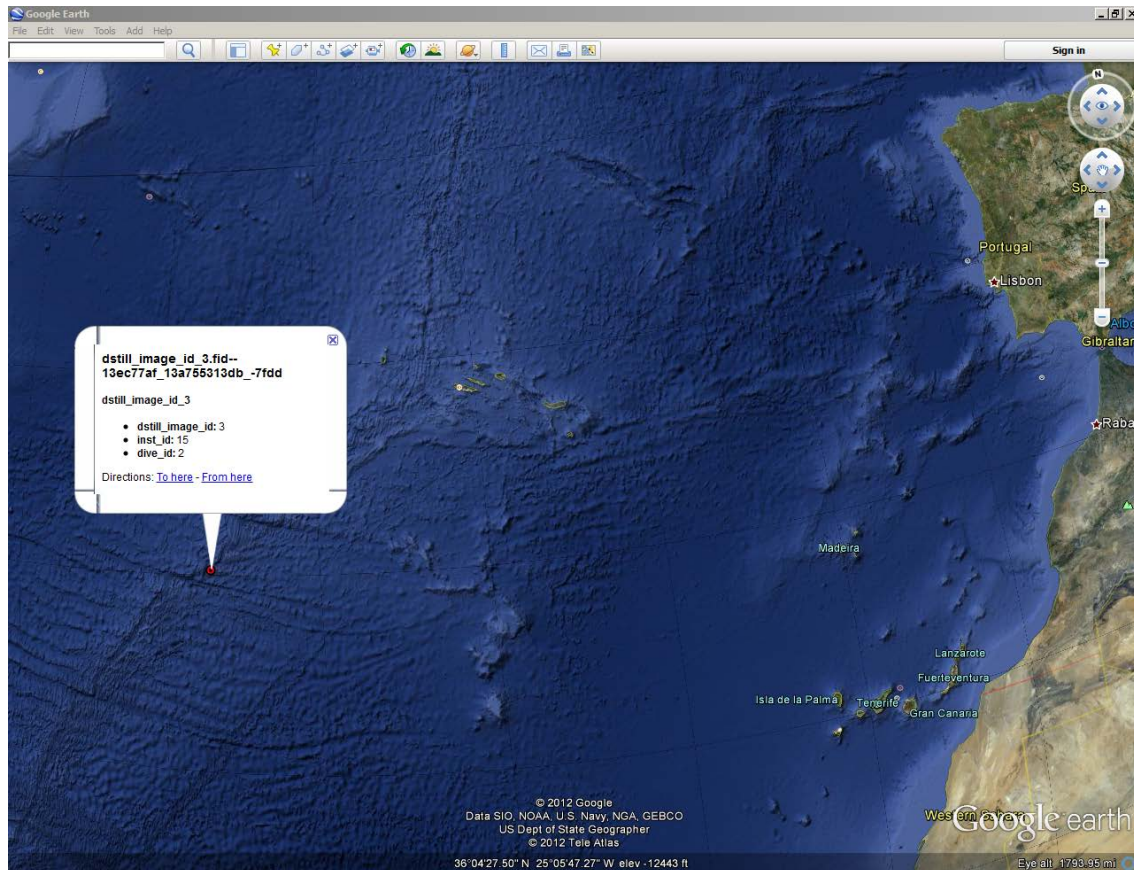 Google Earth
File Edit View Tools Add Help
Sign in
N
Portugal
Lisbon
Gibraltar
dstill_image_id_3.fid--
13ec77af_13a755313db_-7fdd
dstill_image_id_3
dstill_image_id: 3
inst_id: 15
dive_id: 2
Directions: To here - From here
Raba
Madeira
Lanzarote
Fuerteventura
Isla de la Palma
Tenerife
Gran Canaria
© 2012 Google
Data SIO, NOAA, U.S. Navy, NGA, GEBCO
US Dept of State Geographer
© 2012 Tele Atlas
Western
Google earth
36°04'27.50" N 25°05'47.27" W elev -12443 ft
Eye alt 1793.95 mi